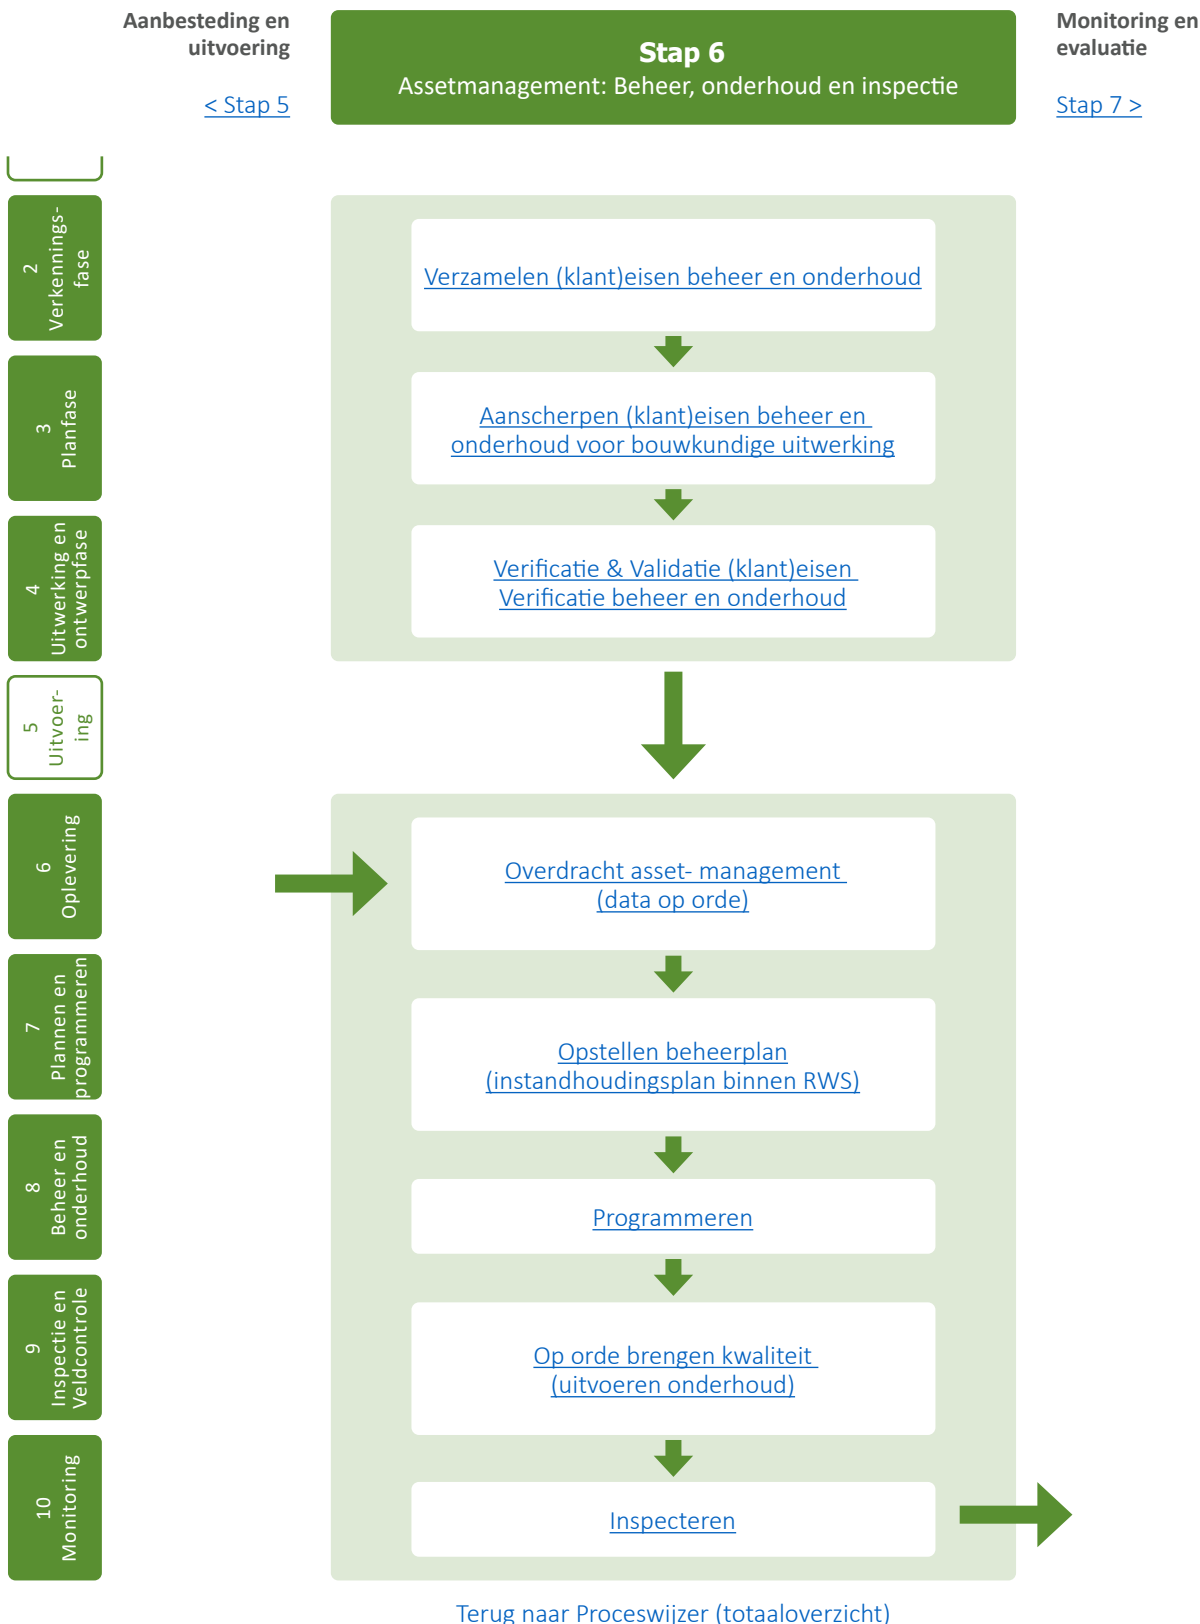 Aanbesteding en
uitvoering
< Stap 5
Stap 6
Assetmanagement: Beheer, onderhoud en inspectie
Monitoring en
evaluatie
Stap 7 >
2
Verkennings-
fase
3
Planfase
4
Uitwerking en
ontwerpfase
5
Uitvoer-
ing
6
Oplevering
7
Plannen en
programmeren
8
Beheer en
onderhoud
9
Inspectie en
Veldcontrole
10
Monitoring
Verzamelen (klant)eisen beheer en onderhoud
Aanscherpen (klant)eisen beheer en
onderhoud voor bouwkundige uitwerking
Verificatie & Validatie (klant)eisen
Verificatie beheer en onderhoud
Overdracht asset- management
(data op orde)
Opstellen beheerplan
(instandhoudingsplan binnen RWS)
Programmeren
Op orde brengen kwaliteit
(uitvoeren onderhoud)
Inspecteren
Terug naar Proceswijzer (totaaloverzicht)